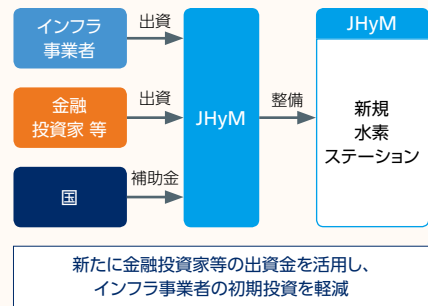 インフラ
事業者
出資
金融
投資家 等
出資
国
補助金
JHyM
整備
JHyM
新規
水素
ステーション
新たに金融投資家等の出資金を活用し、
インフラ事業者の初期投資を軽減